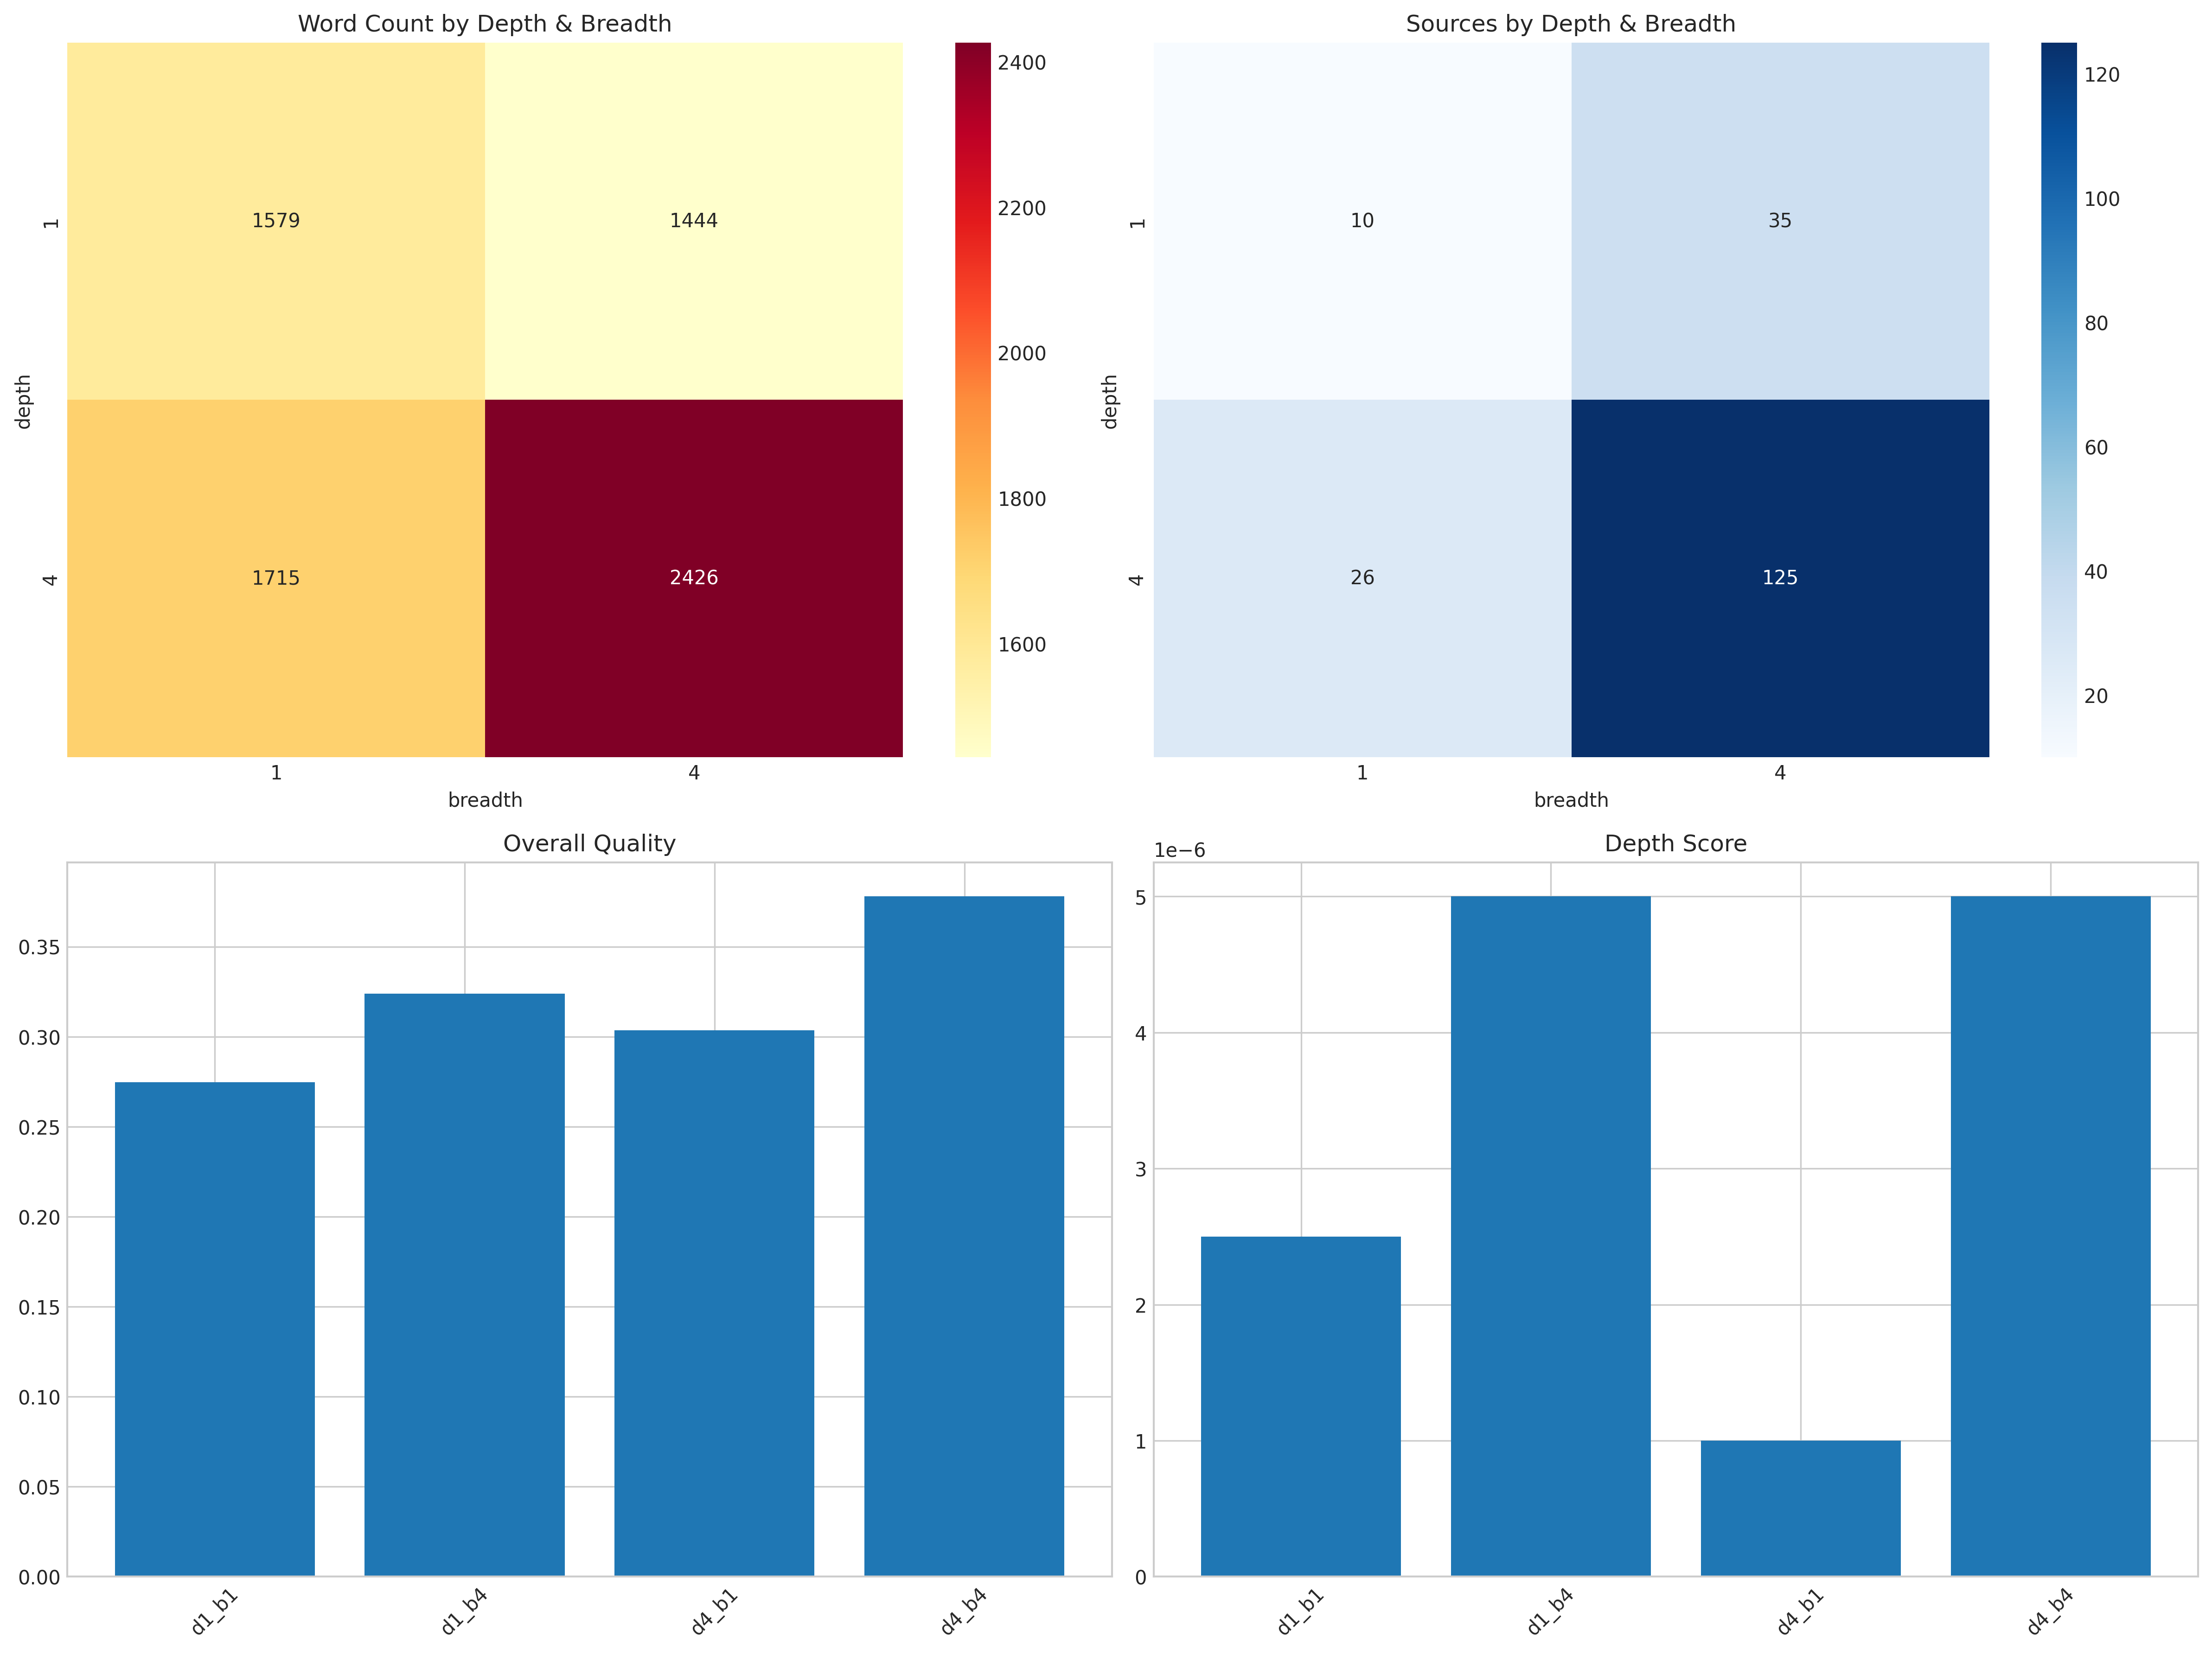 Word Count by Depth & Breadth
1579
1444
1715
2426
1
4
depth
1
4
breadth
2400
2200
2000
1800
1600
Sources by Depth & Breadth
10
35
26
125
1
4
depth
1
4
breadth
120
100
80
60
40
20
Overall Quality
0.35
0.30
0.25
0.20
0.15
0.10
0.05
0.00
d1_b1
d1_b4
d4_b1
d4_b4
Depth Score
1e−6
5
4
3
2
1
0
d1_b1
d1_b4
d4_b1
d4_b4